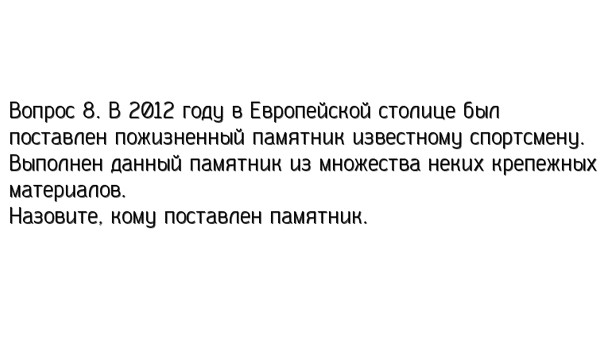 Вопрос 8. В 2012 году в Европейской столице был
поставлен пожизненный памятник известному спортсмену.
Выполнен данный памятник из множества неких крепежных
материалов.
Назовите, кому поставлен памятник.